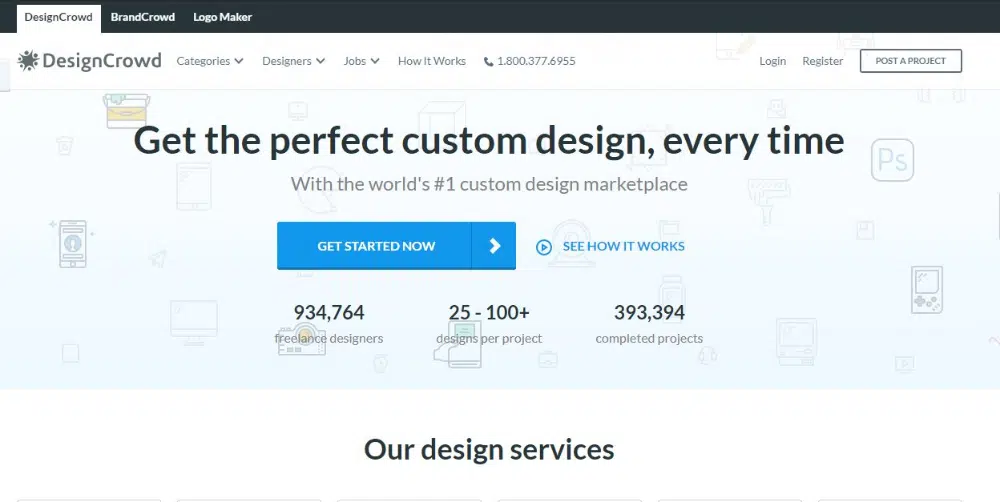 DesignCrowd BrandCrowd Logo Maker
DesignCrowd Categories Designers Jobs How It Works 1.800.377.6955 Login Register POST A PROJECT
Get the perfect custom design, every time
With the world's #1 custom design marketplace
Ps
GET STARTED NOW SEE HOW IT WORKS
934,764 25 - 100+ 393,394
freelance designers designs per project completed projects
Our design services